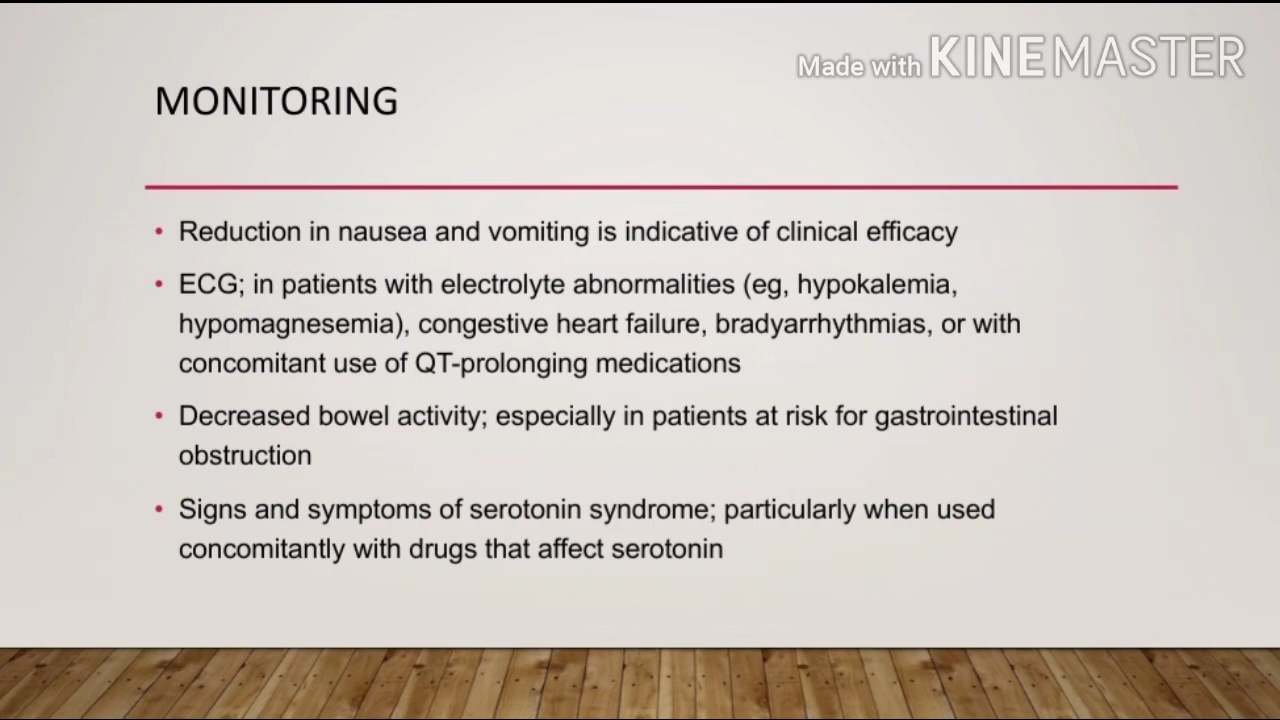 Made with KINEMASTER
MONITORING
• Reduction in nausea and vomiting is indicative of clinical efficacy
• ECG; in patients with electrolyte abnormalities (eg, hypokalemia,
hypomagnesemia), congestive heart failure, bradyarrhythmias, or with
concomitant use of QT-prolonging medications
• Decreased bowel activity; especially in patients at risk for gastrointestinal
obstruction
• Signs and symptoms of serotonin syndrome; particularly when used
concomitantly with drugs that affect serotonin